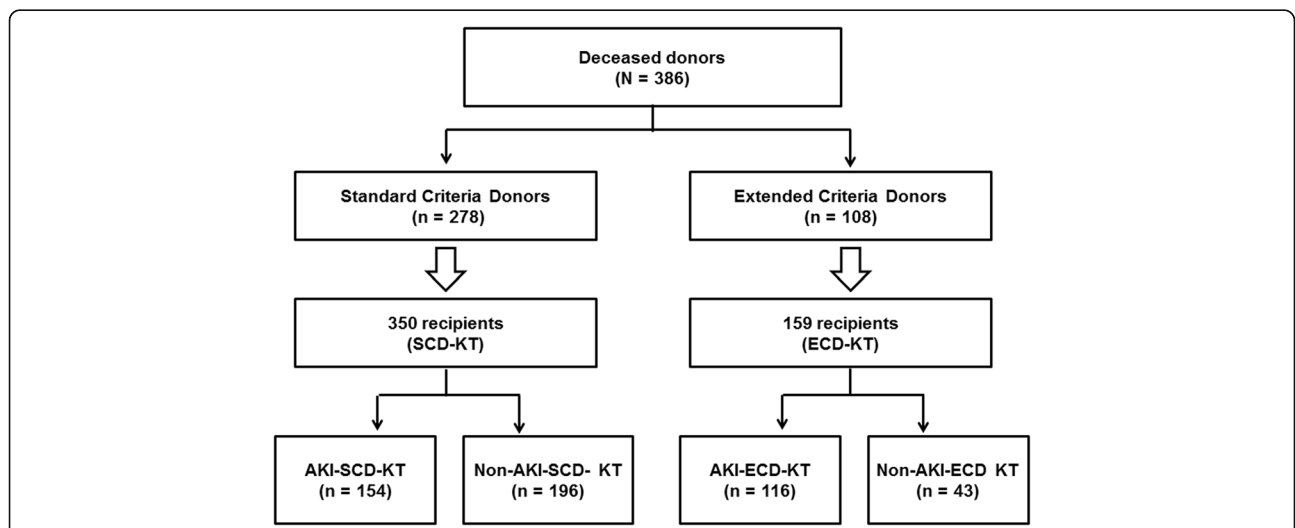 Deceased donors
(N = 386)
Standard Criteria Donors
(n = 278)
Extended Criteria Donors
(n = 108)
350 recipients
(SCD-KT)
159 recipients
(ECD-KT)
AKI-SCD-KT
(n = 154)
Non-AKI-SCD- KT
(n = 196)
AKI-ECD-KT
(n = 116)
Non-AKI-ECD KT
(n = 43)